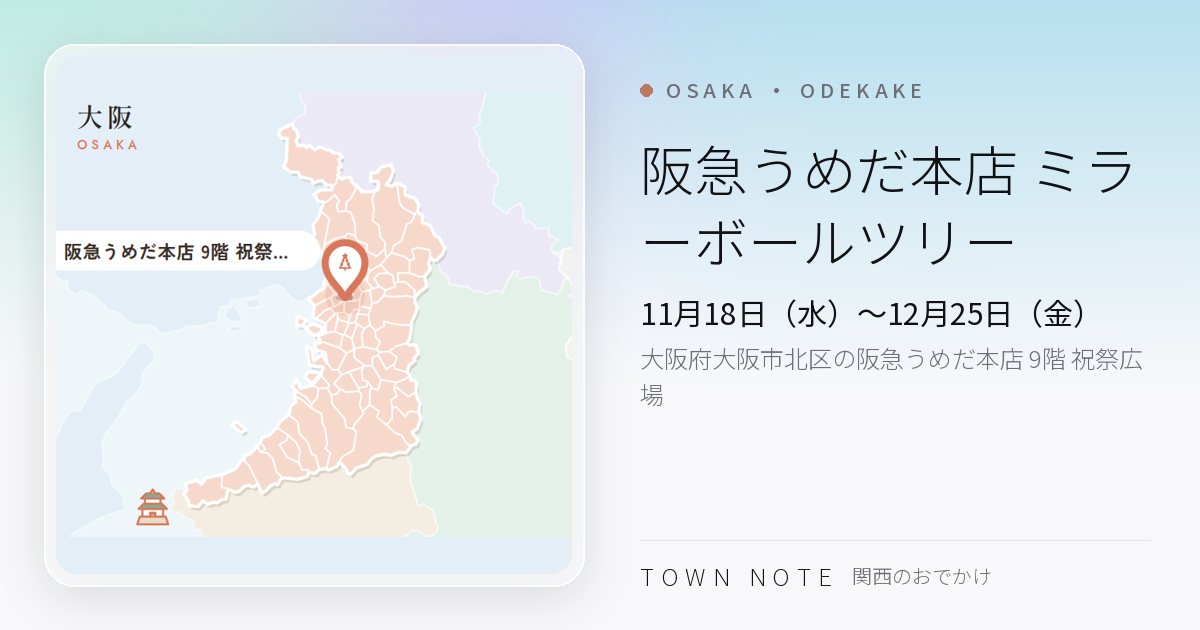 大阪
OSAKA
阪急うめだ本店 9階 祝祭...
OSAKA • ODEKAKE
阪急うめだ本店 ミラ
ーボールツリー
11月18日（水）〜12月25日（金）
大阪府大阪市北区の阪急うめだ本店 9階 祝祭広
場
TOWN NOTE 関西のおでかけ